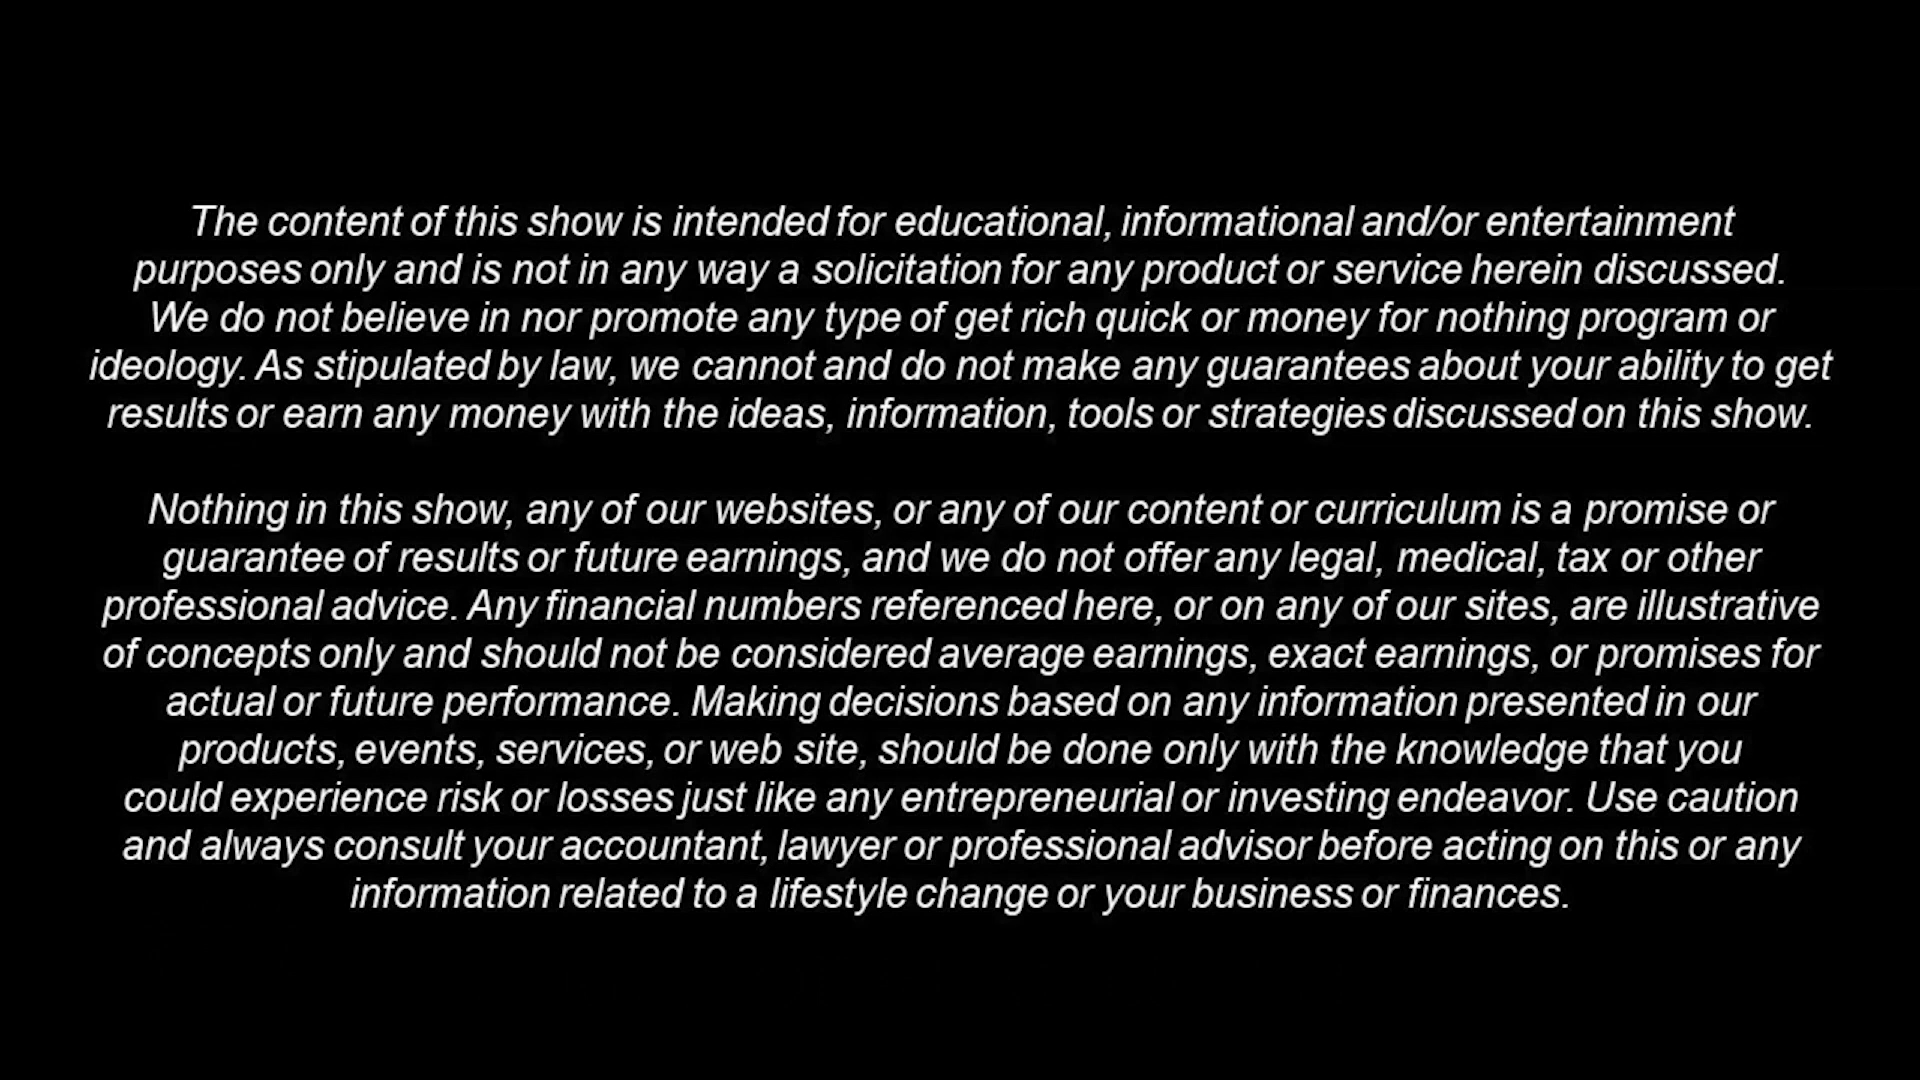 The content of this show is intended for educational, informational and/or entertainment
purposes only and is not in any way a solicitation for any product or service herein discussed.
We do not believe in nor promote any type of get rich quick or money for nothing program or
ideology. As stipulated by law, we cannot and do not make any guarantees about your ability to get
results or earn any money with the ideas, information, tools or strategies discussed on this show.
Nothing in this show, any of our websites, or any of our content or curriculum is a promise or
guarantee of results or future earnings, and we do not offer any legal, medical, tax or other
professional advice. Any financial numbers referenced here, or on any of our sites, are illustrative
of concepts only and should not be considered average earnings, exact earnings, or promises for
actual or future performance. Making decisions based on any information presented in our
products, events, services, or web site, should be done only with the knowledge that you
could experience risk or losses just like any entrepreneurial or investing endeavor. Use caution
and always consult your accountant, lawyer or professional advisor before acting on this or any
information related to a lifestyle change or your business or finances.